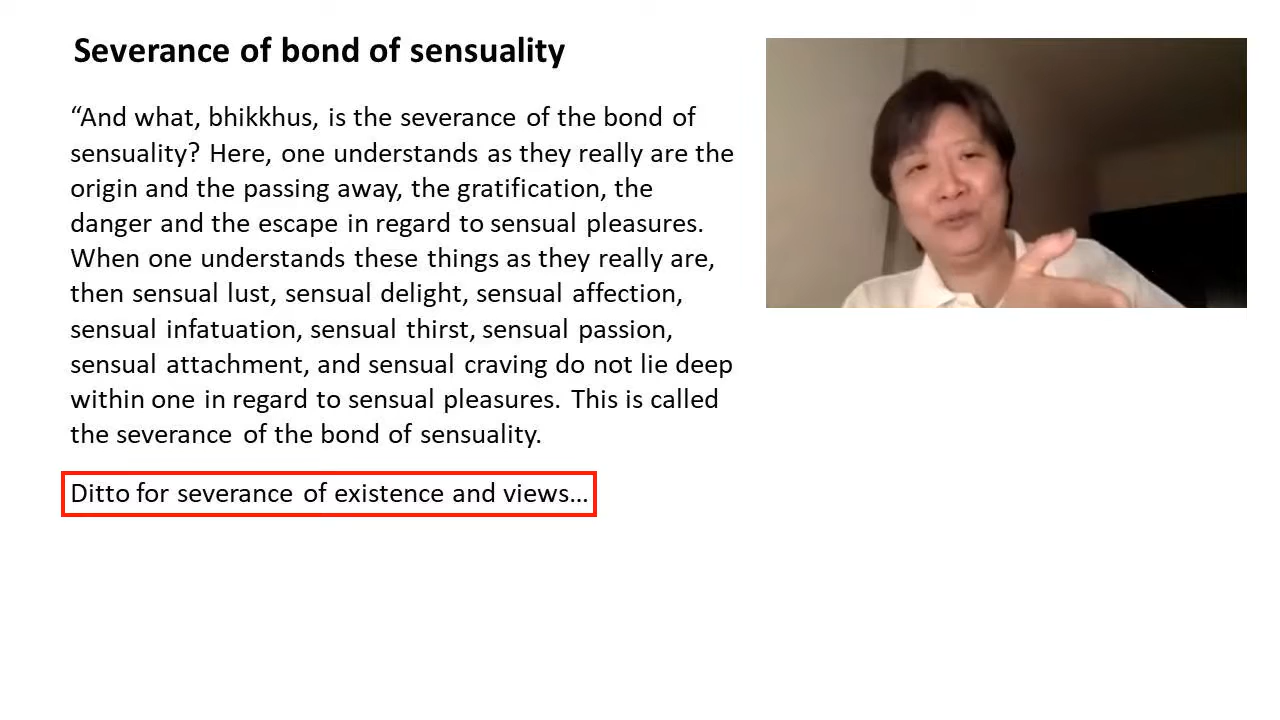 Severance of bond of sensuality
“And what, bhikkhus, is the severance of the bond of
sensuality? Here, one understands as they really are the
origin and the passing away, the gratification, the
danger and the escape in regard to sensual pleasures.
When one understands these things as they really are,
then sensual lust, sensual delight, sensual affection,
sensual infatuation, sensual thirst, sensual passion,
sensual attachment, and sensual craving do not lie deep
within one in regard to sensual pleasures. This is called
the severance of the bond of sensuality.
Ditto for severance of existence and views…